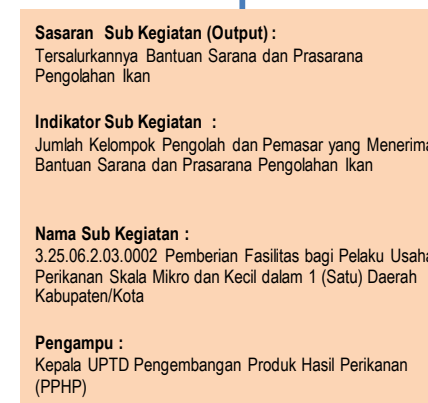 Sasaran Sub Kegiatan (Output) :
Tersalurkannya Bantuan Sarana dan Prasarana
Pengolahan Ikan
Indikator Sub Kegiatan :
Jumlah Kelompok Pengolah dan Pemasar yang Menerima
Bantuan Sarana dan Prasarana Pengolahan Ikan
Nama Sub Kegiatan :
3.25.06.2.03.0002 Pemberian Fasilitas bagi Pelaku Usaha
Perikanan Skala Mikro dan Kecil dalam 1 (Satu) Daerah
Kabupaten/Kota
Pengampu :
Kepala UPTD Pengembangan Produk Hasil Perikanan
(PPHP)